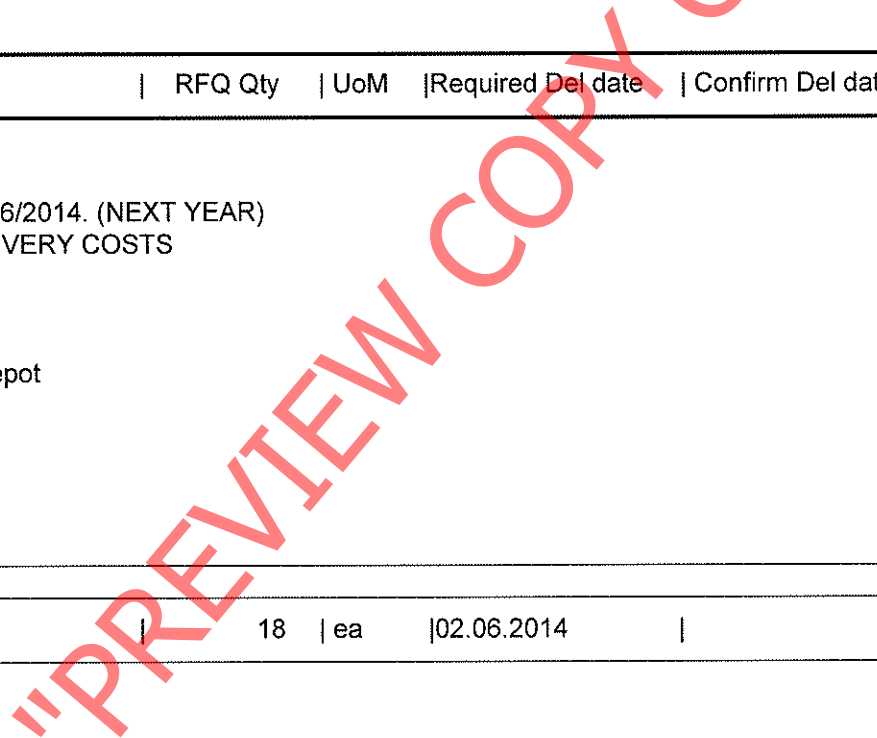 | RFQ Qty | UoM |Required Del date | Confirm Del dat
6/2014. (NEXT YEAR)
VERY COSTS
epot
| 18 | ea |02.06.2014 |
"PREVIEW COPY